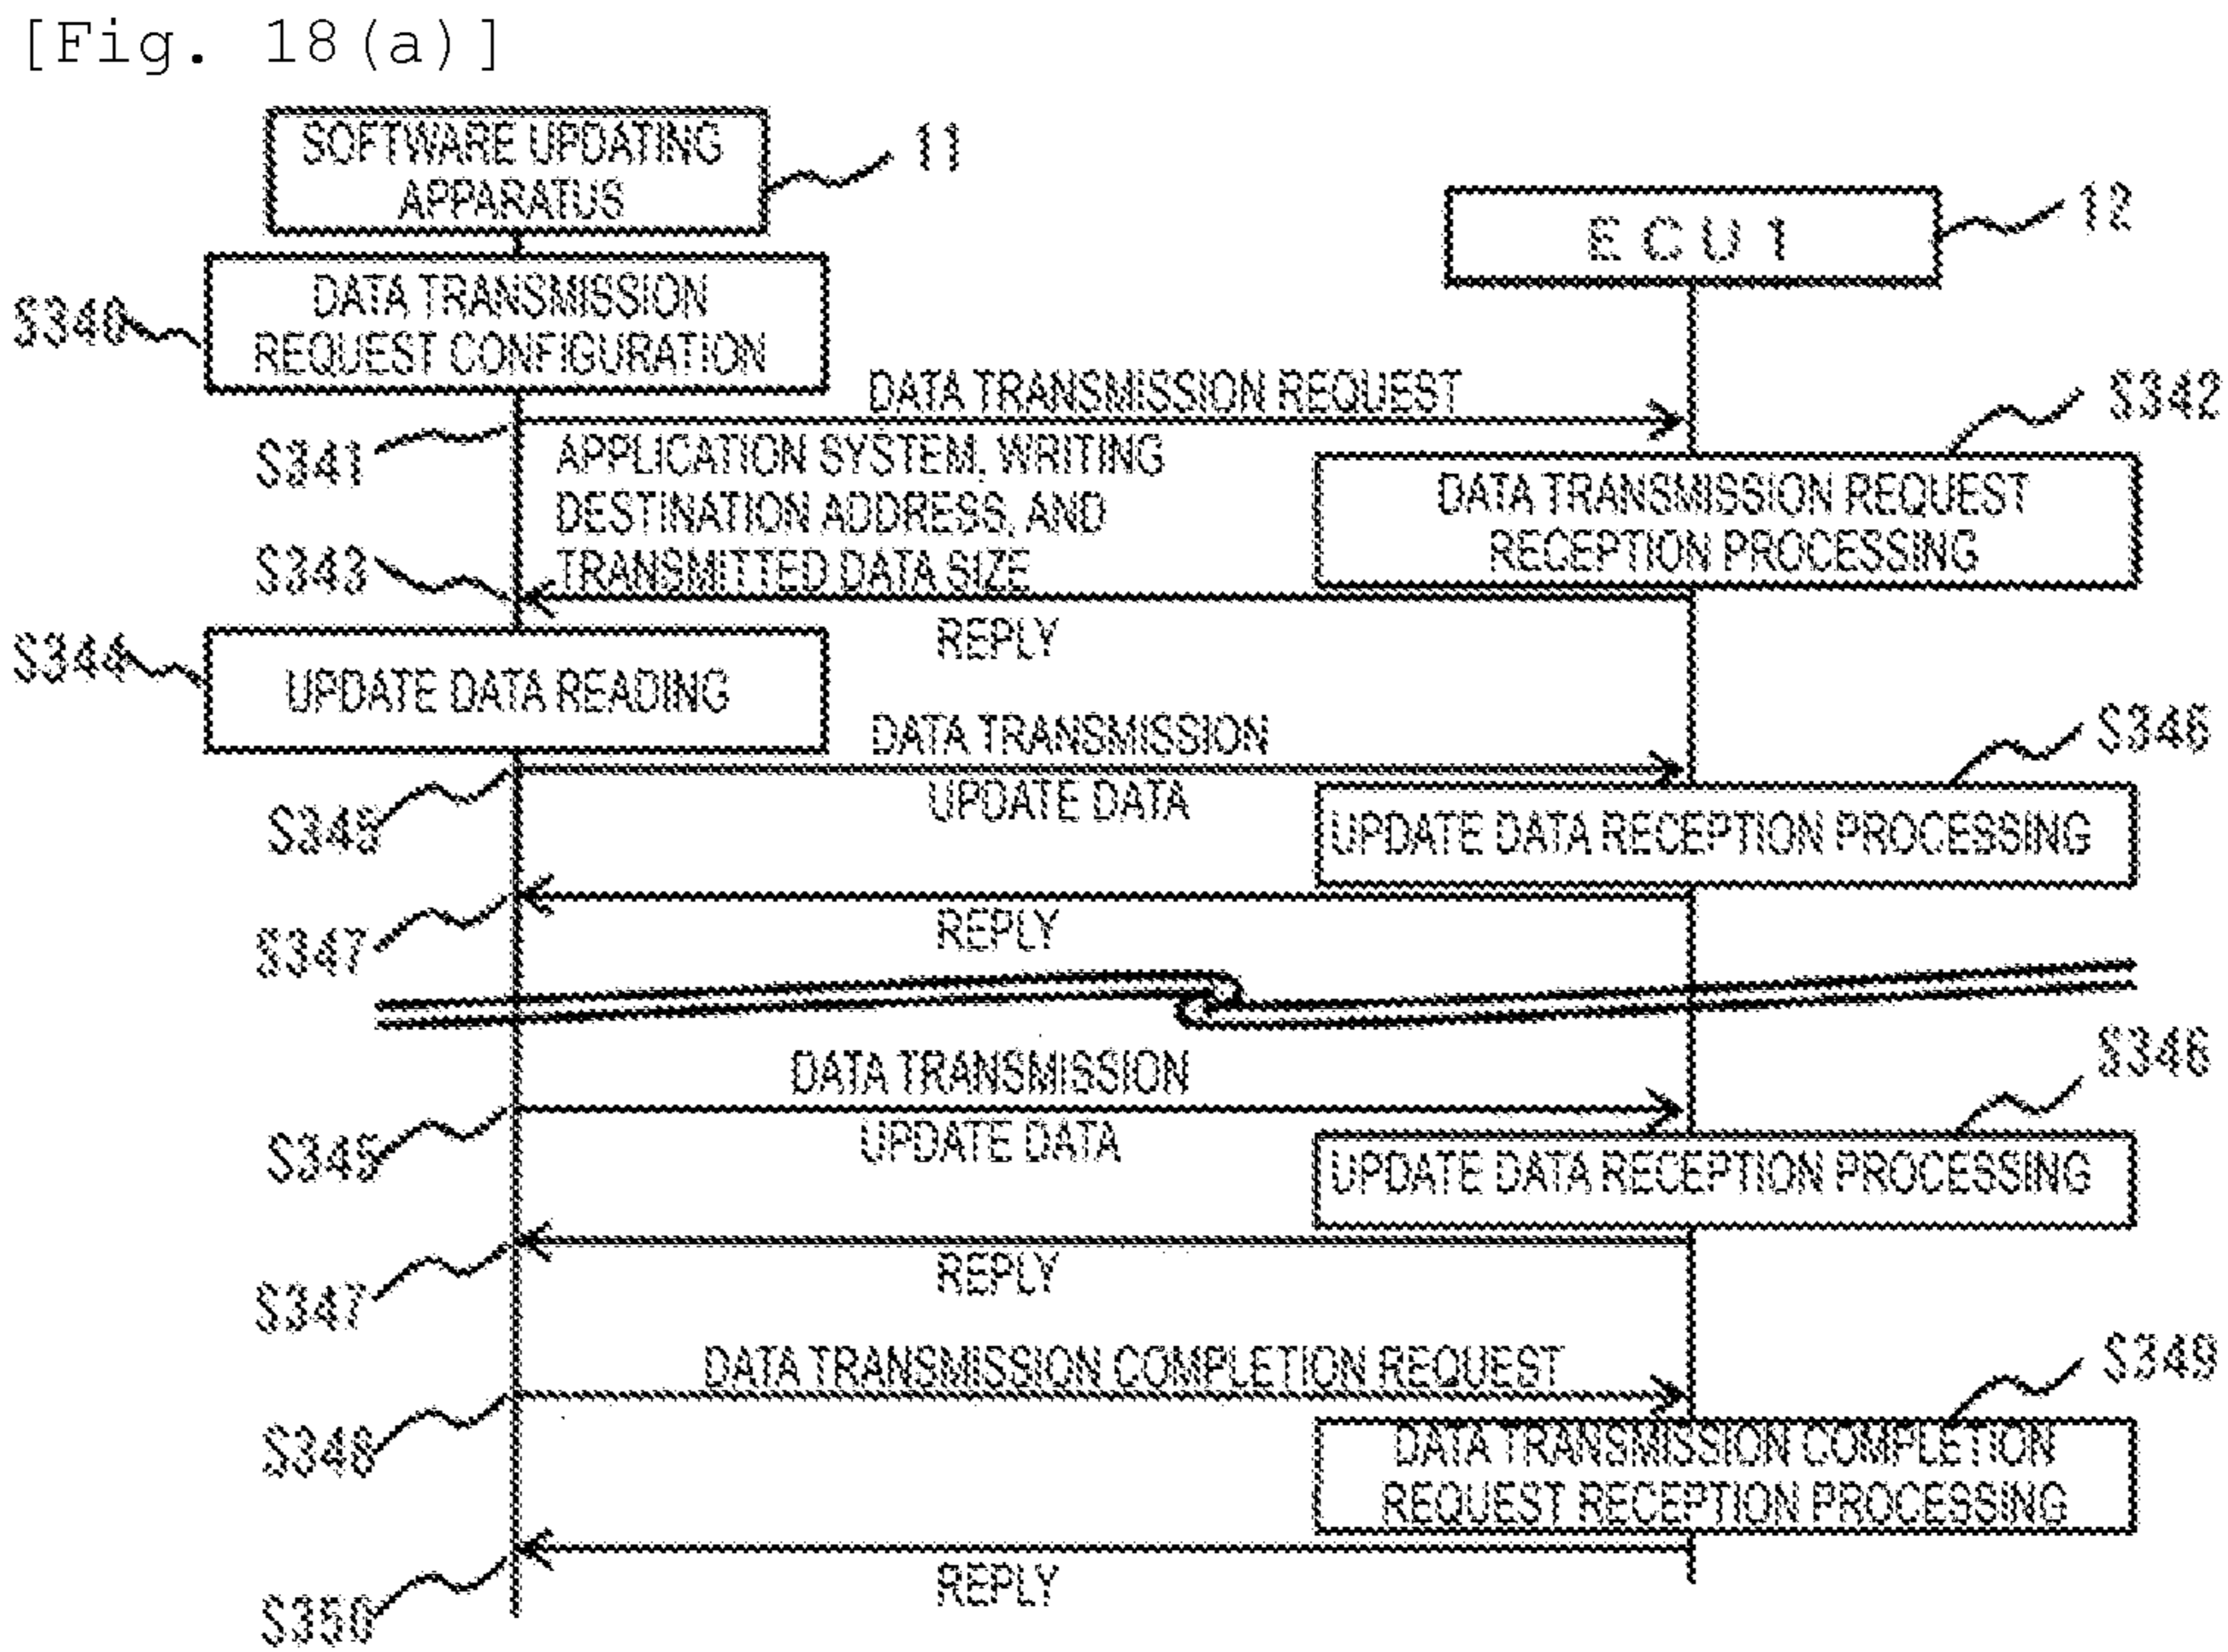 [Fig. 18(a)]
SOFTWARE UPDATING
APPARATUS
11
ECU1
12
S340
DATA TRANSMISSION
REQUEST CONFIGURATION
DATA TRANSMISSION REQUEST
S341
APPLICATION SYSTEM, WRITING
DESTINATION ADDRESS, AND
TRANSMITTED DATA SIZE
S342
DATA TRANSMISSION REQUEST
RECEPTION PROCESSING
S343
REPLY
S344
UPDATE DATA READING
DATA TRANSMISSION
S345
UPDATE DATA
S346
UPDATE DATA RECEPTION PROCESSING
S347
REPLY
DATA TRANSMISSION
S345
UPDATE DATA
S346
UPDATE DATA RECEPTION PROCESSING
S347
REPLY
DATA TRANSMISSION COMPLETION REQUEST
S348
S349
DATA TRANSMISSION COMPLETION
REQUEST RECEPTION PROCESSING
REPLY
S350